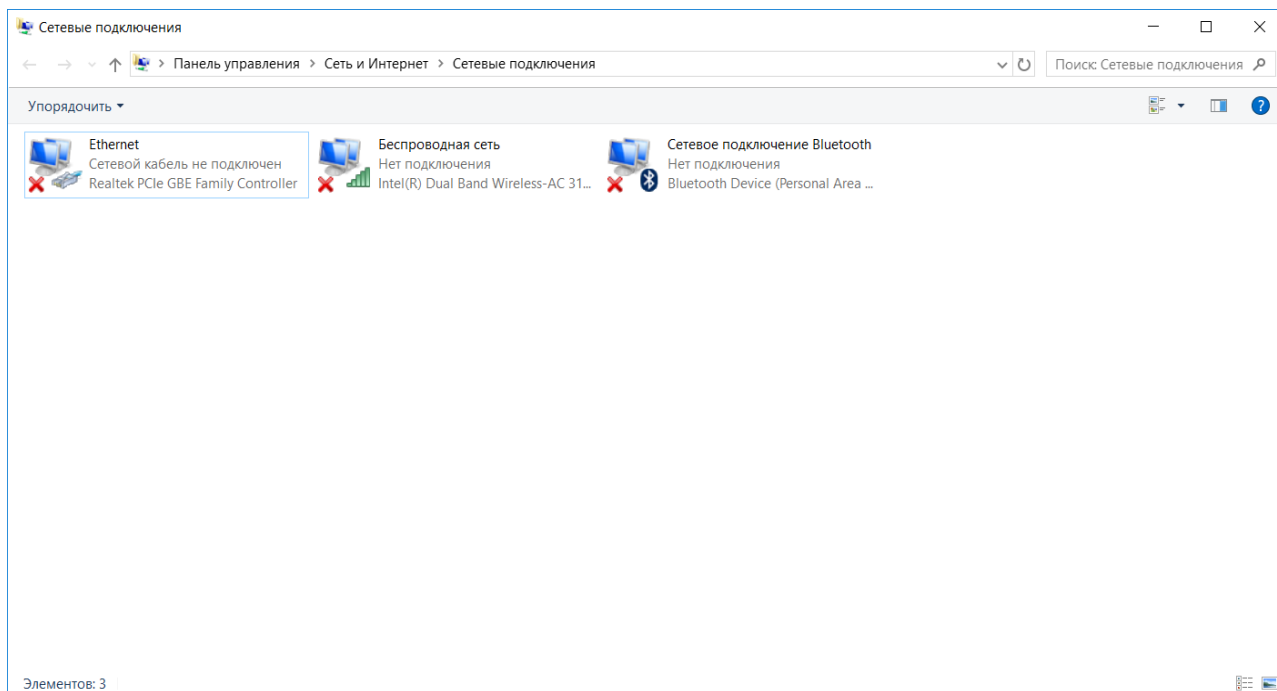 Сетевые подключения
Панель управления > Сеть и Интернет > Сетевые подключения
Поиск: Сетевые подключения
Упорядочить
Ethernet
Сетевой кабель не подключен
Realtek PCIe GBE Family Controller
Беспроводная сеть
Нет подключения
Intel(R) Dual Band Wireless-AC 31...
Сетевое подключение Bluetooth
Нет подключения
Bluetooth Device (Personal Area ...
Элементов: 3